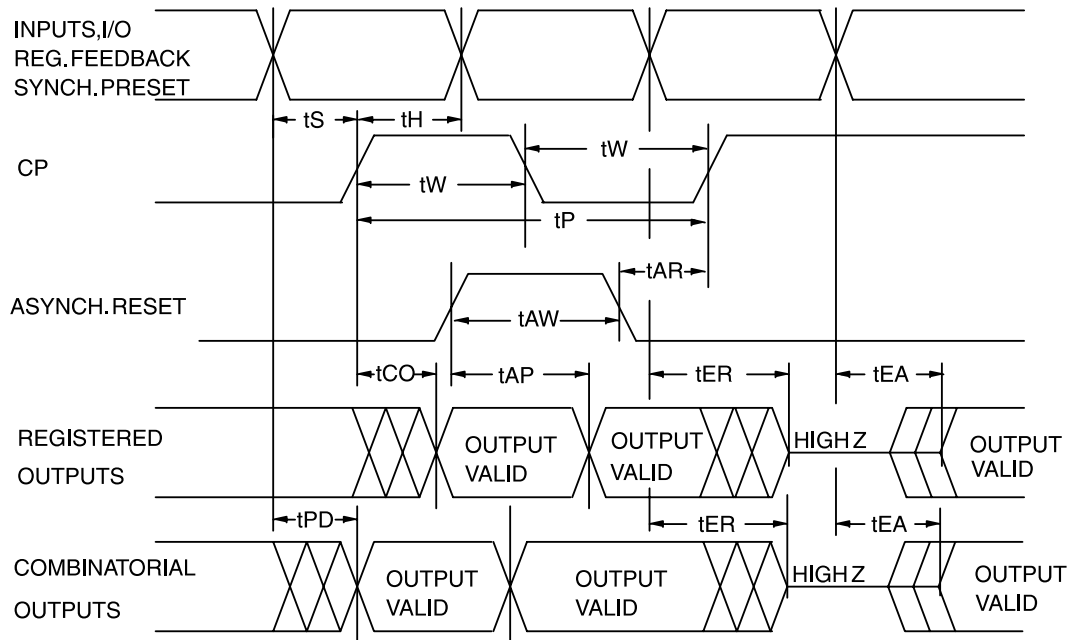 INPUTS,I/O
REG.FEEDBACK
SYNCH.PRESET
tS
tH
CP
tW
tW
tP
tAR
ASYNCH.RESET
tAW
tCO
tAP
tER
tEA
REGISTERED
OUTPUTS
OUTPUT
VALID
OUTPUT
VALID
HIGH Z
OUTPUT
VALID
tPD
tER
tEA
COMBINATORIAL
OUTPUTS
OUTPUT
VALID
OUTPUT
VALID
HIGH Z
OUTPUT
VALID